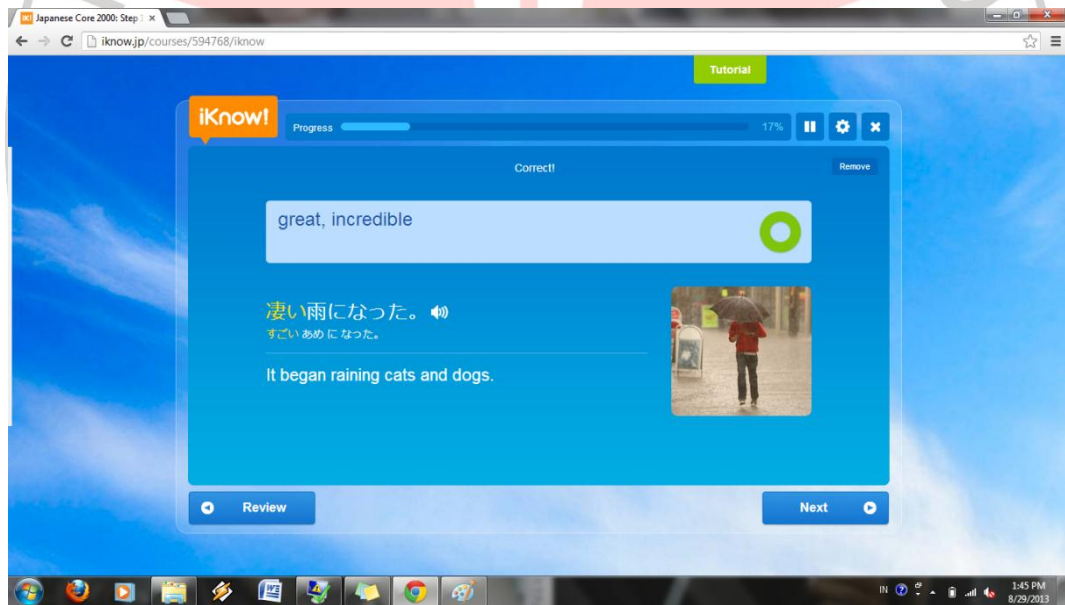 Japanese Core 2000: Step
iknow.jp/courses/594768/iknow
Tutorial
iKnow!
Progress 17%
Correct! Remove
great, incredible
凄い雨になった。
すごい あめ に なった。
It began raining cats and dogs.
Review Next
IN 1:45 PM
8/29/2013